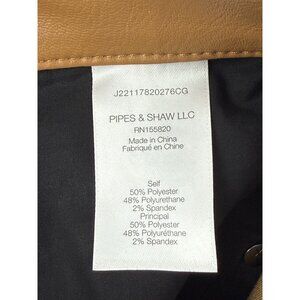 J22117820276CG
PIPES & SHAW LLC
RN155820
Made in China
Fabriqué en Chine
Self
50% Polyester
48% Polyurethane
2% Spandex
Principal
50% Polyester
48% Polyuréthane
2% Spandex